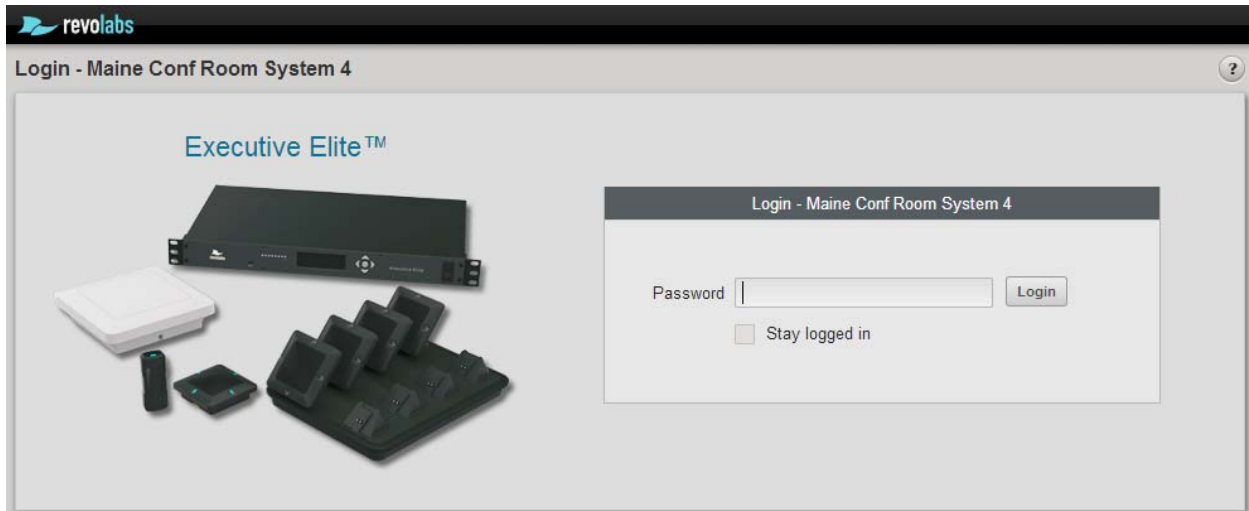 revolabs
Login - Maine Conf Room System 4
?
Executive Elite™
Login - Maine Conf Room System 4
Password
Login
Stay logged in